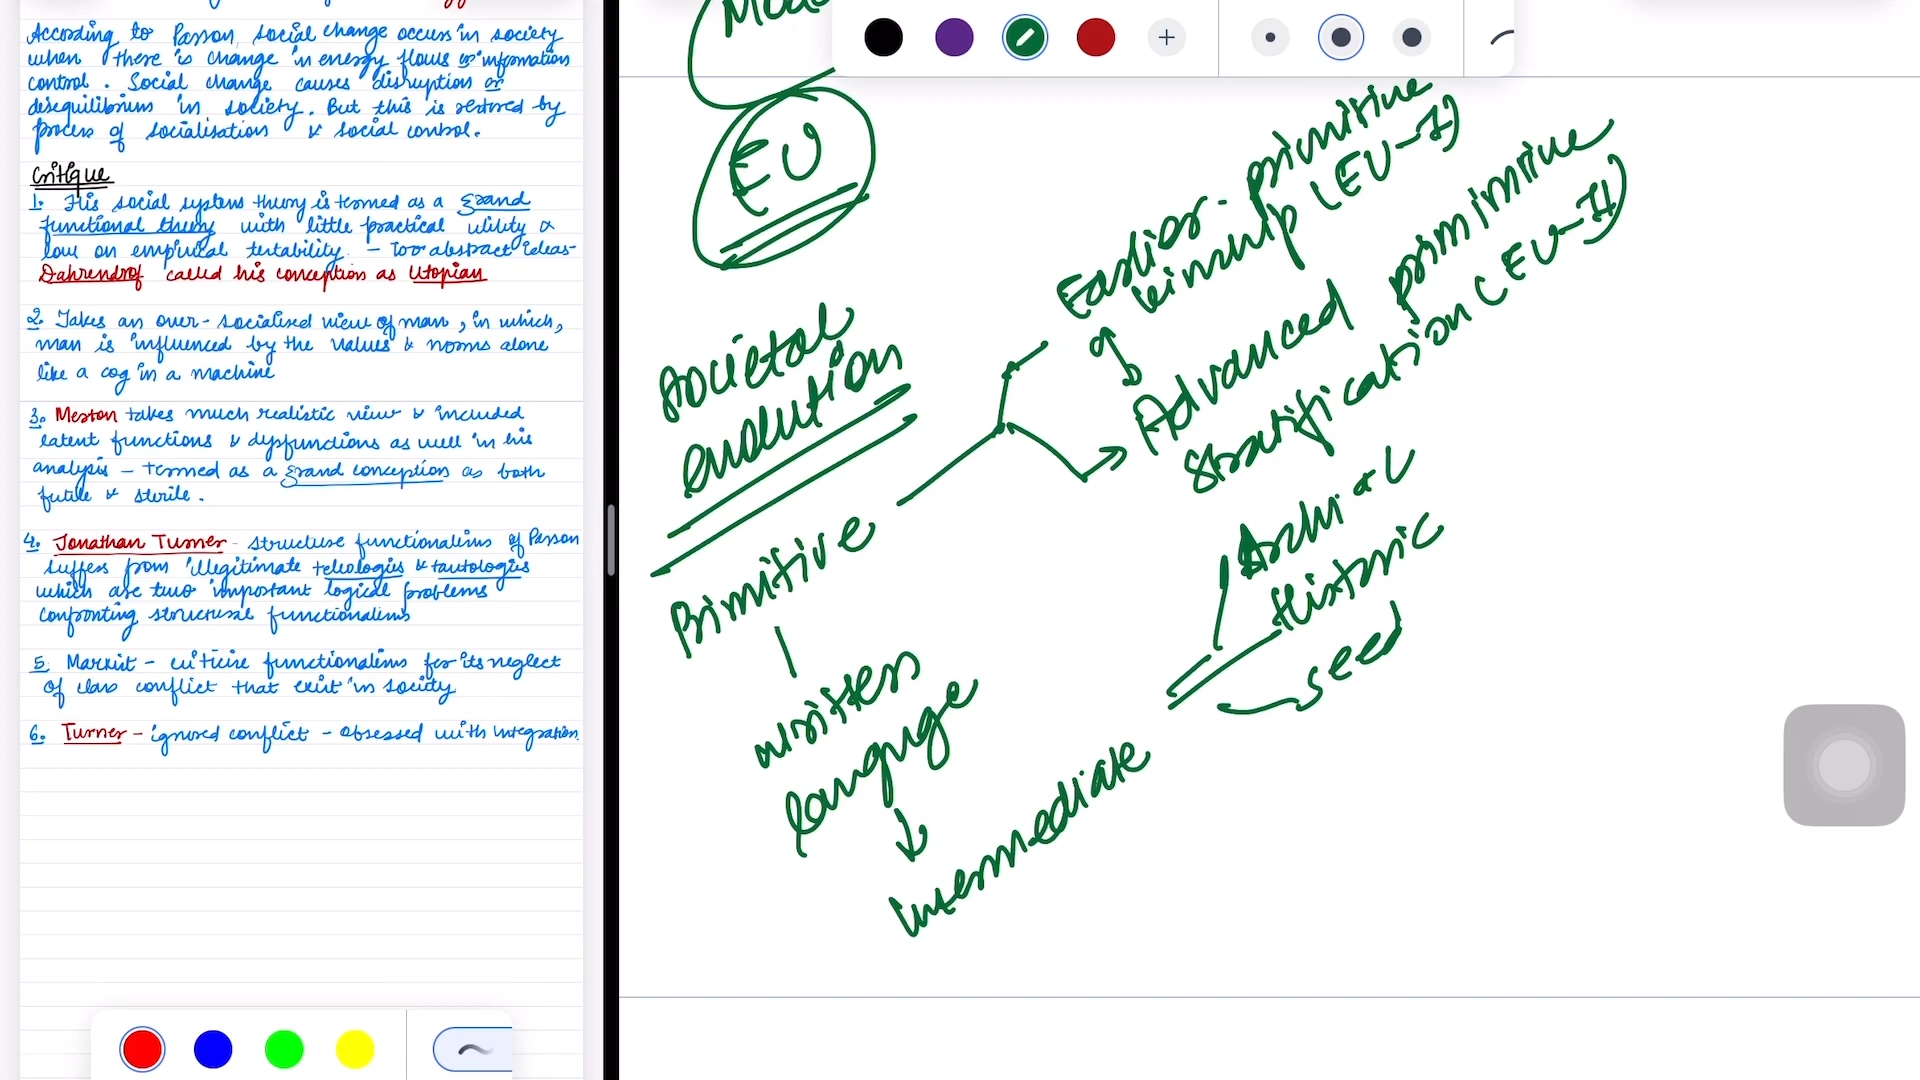 According to Parson, social change occurs in society
when there is change in energy flows or information
control. Social change causes disruption or
disequilibrium in society. But this is restored by
process of socialisation & social control.
Critique
1. His social system theory is termed as a grand
functional theory with little practical utility &
low on empirical testability. - Too abstract ideas-
Dahrendrof called his conception as Utopian
2. Takes an over-socialised view of man, in which,
man is influenced by the values & norms alone
like a cog in a machine
3. Merton takes much realistic view & included
latent functions & dysfunctions as well in his
analysis - termed as a grand conception as both
futile & sterile.
4. Jonathan Turner - structure functionalism of Parson
suffers from illegitimate teleologies & tautologies
which are two important logical problems
confronting structural functionalism
5. Marxist - criticise functionalism for its neglect
of class conflict that exist in society
6. Turner - ignored conflict - obsessed with integration.
EU
Societal
evolution
Primitive
written
language
Intermediate
Earlier - primitive
kinship (EU-I)
Advanced primitive
stratification (EU-II)
Archi
Historic
seed